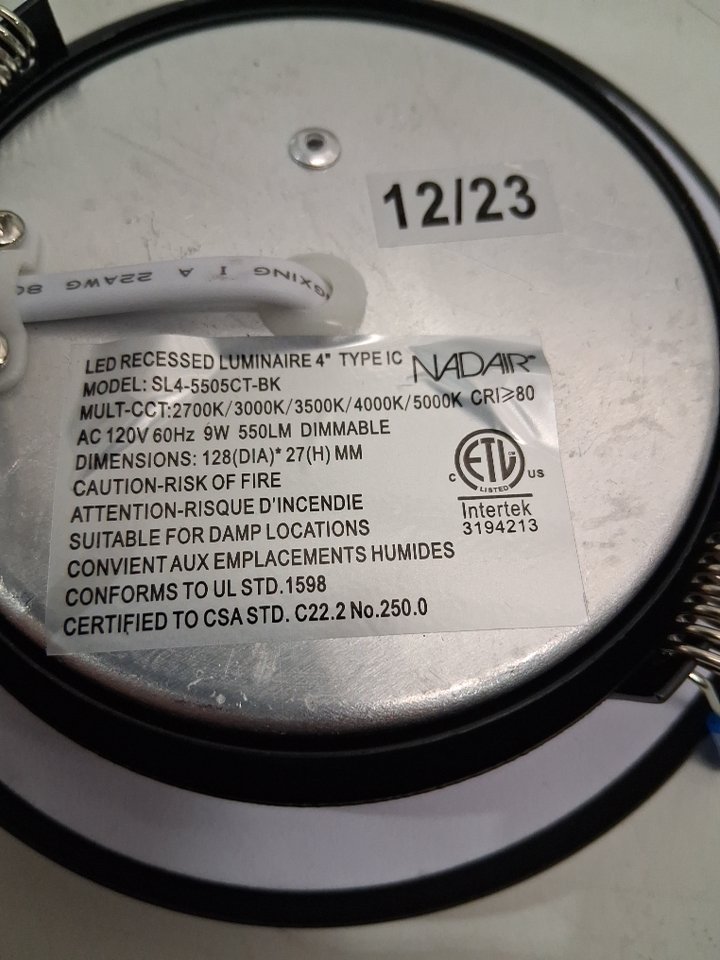 12/23
GXING I A 22AWG 80
LED RECESSED LUMINAIRE 4" TYPE IC NADAIR
MODEL: SL4-5505CT-BK
MULT-CCT:2700K/3000K/3500K/4000K/5000K CRI≥80
AC 120V 60Hz 9W 550LM DIMMABLE
DIMENSIONS: 128(DIA)* 27(H) MM
CAUTION-RISK OF FIRE
ATTENTION-RISQUE D'INCENDIE
SUITABLE FOR DAMP LOCATIONS
CONVIENT AUX EMPLACEMENTS HUMIDES
CONFORMS TO UL STD.1598
CERTIFIED TO CSA STD. C22.2 No.250.0
C ETL US
LISTED
Intertek
3194213